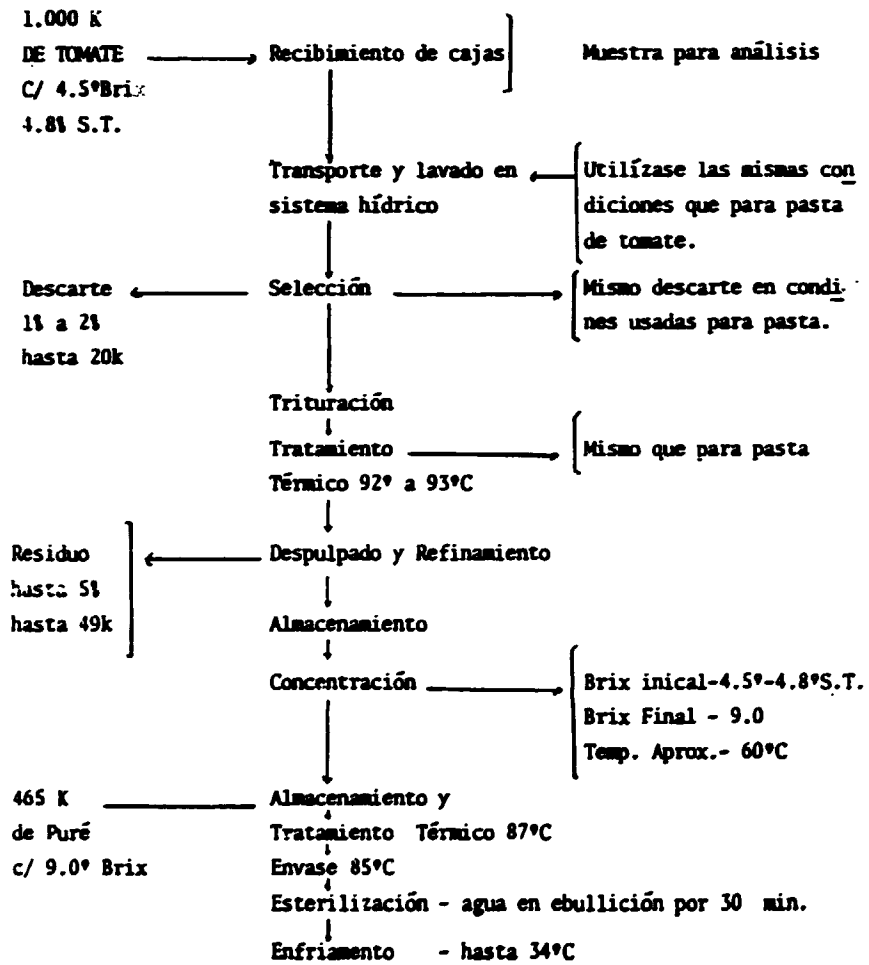 1.000 K
DE TOMATE
C/ 4.5°Brix
4.8% S.T.
Recibimiento de cajas
Muestra para análisis
Transporte y lavado en
sistema hídrico
Utilízase las mismas con
diciones que para pasta
de tomate.
Descarte
1% a 2%
hasta 20k
Selección
Mismo descarte en condi
nes usadas para pasta.
Trituración
Tratamiento
Térmico 92° a 93°C
Mismo que para pasta
Residuo
hasta 5%
hasta 49k
Despulpado y Refinamiento
Almacenamiento
Concentración
Brix inical-4.5°-4.8°S.T.
Brix Final - 9.0
Temp. Aprox.- 60°C
465 K
de Puré
c/ 9.0° Brix
Almacenamiento y
Tratamiento Térmico 87°C
Envase 85°C
Esterilización - agua en ebullición por 30 min.
Enfriamento - hasta 34°C